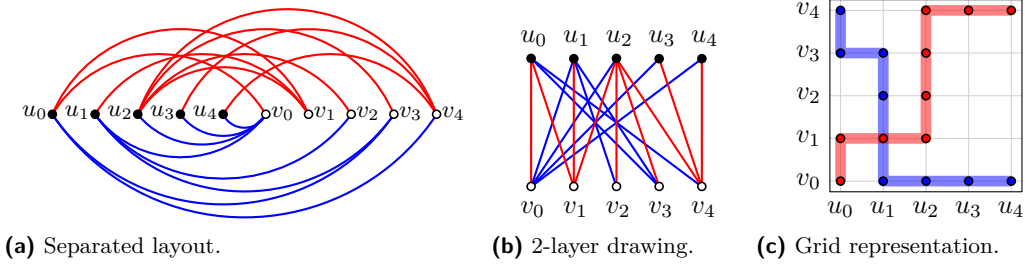 u0 u1 u2 u3 u4 v0 v1 v2 v3 v4
(a) Separated layout.
u0 u1 u2 u3 u4
v0 v1 v2 v3 v4
(b) 2-layer drawing.
v4
v3
v2
v1
v0
u0 u1 u2 u3 u4
(c) Grid representation.